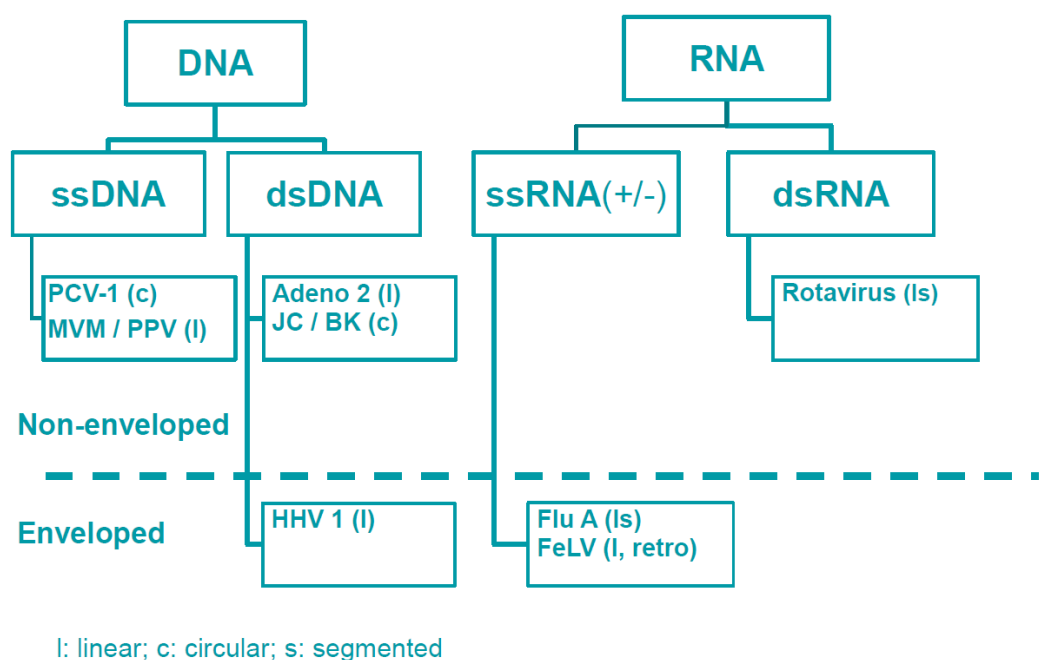 DNA
RNA
ssDNA
dsDNA
ssRNA(+/-)
dsRNA
PCV-1 (c)
MVM / PPV (l)
Adeno 2 (l)
JC / BK (c)
Rotavirus (ls)
Non-enveloped
Enveloped
HHV 1 (l)
Flu A (ls)
FeLV (l, retro)
l: linear; c: circular; s: segmented